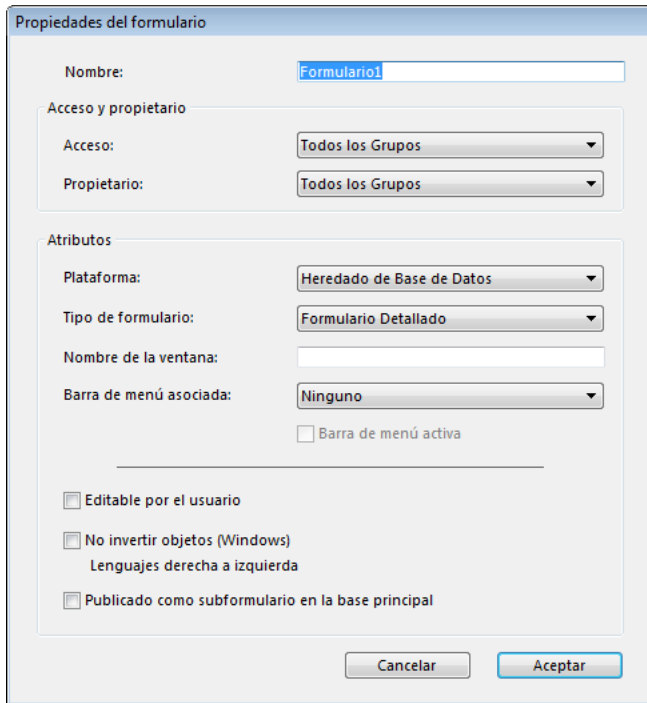 Propiedades del formulario
Nombre: Formulario1
Acceso y propietario
Acceso: Todos los Grupos
Propietario: Todos los Grupos
Atributos
Plataforma: Heredado de Base de Datos
Tipo de formulario: Formulario Detallado
Nombre de la ventana:
Barra de menú asociada: Ninguno
Barra de menú activa
Editable por el usuario
No invertir objetos (Windows)
Lenguajes derecha a izquierda
Publicado como subformulario en la base principal
Cancelar Aceptar